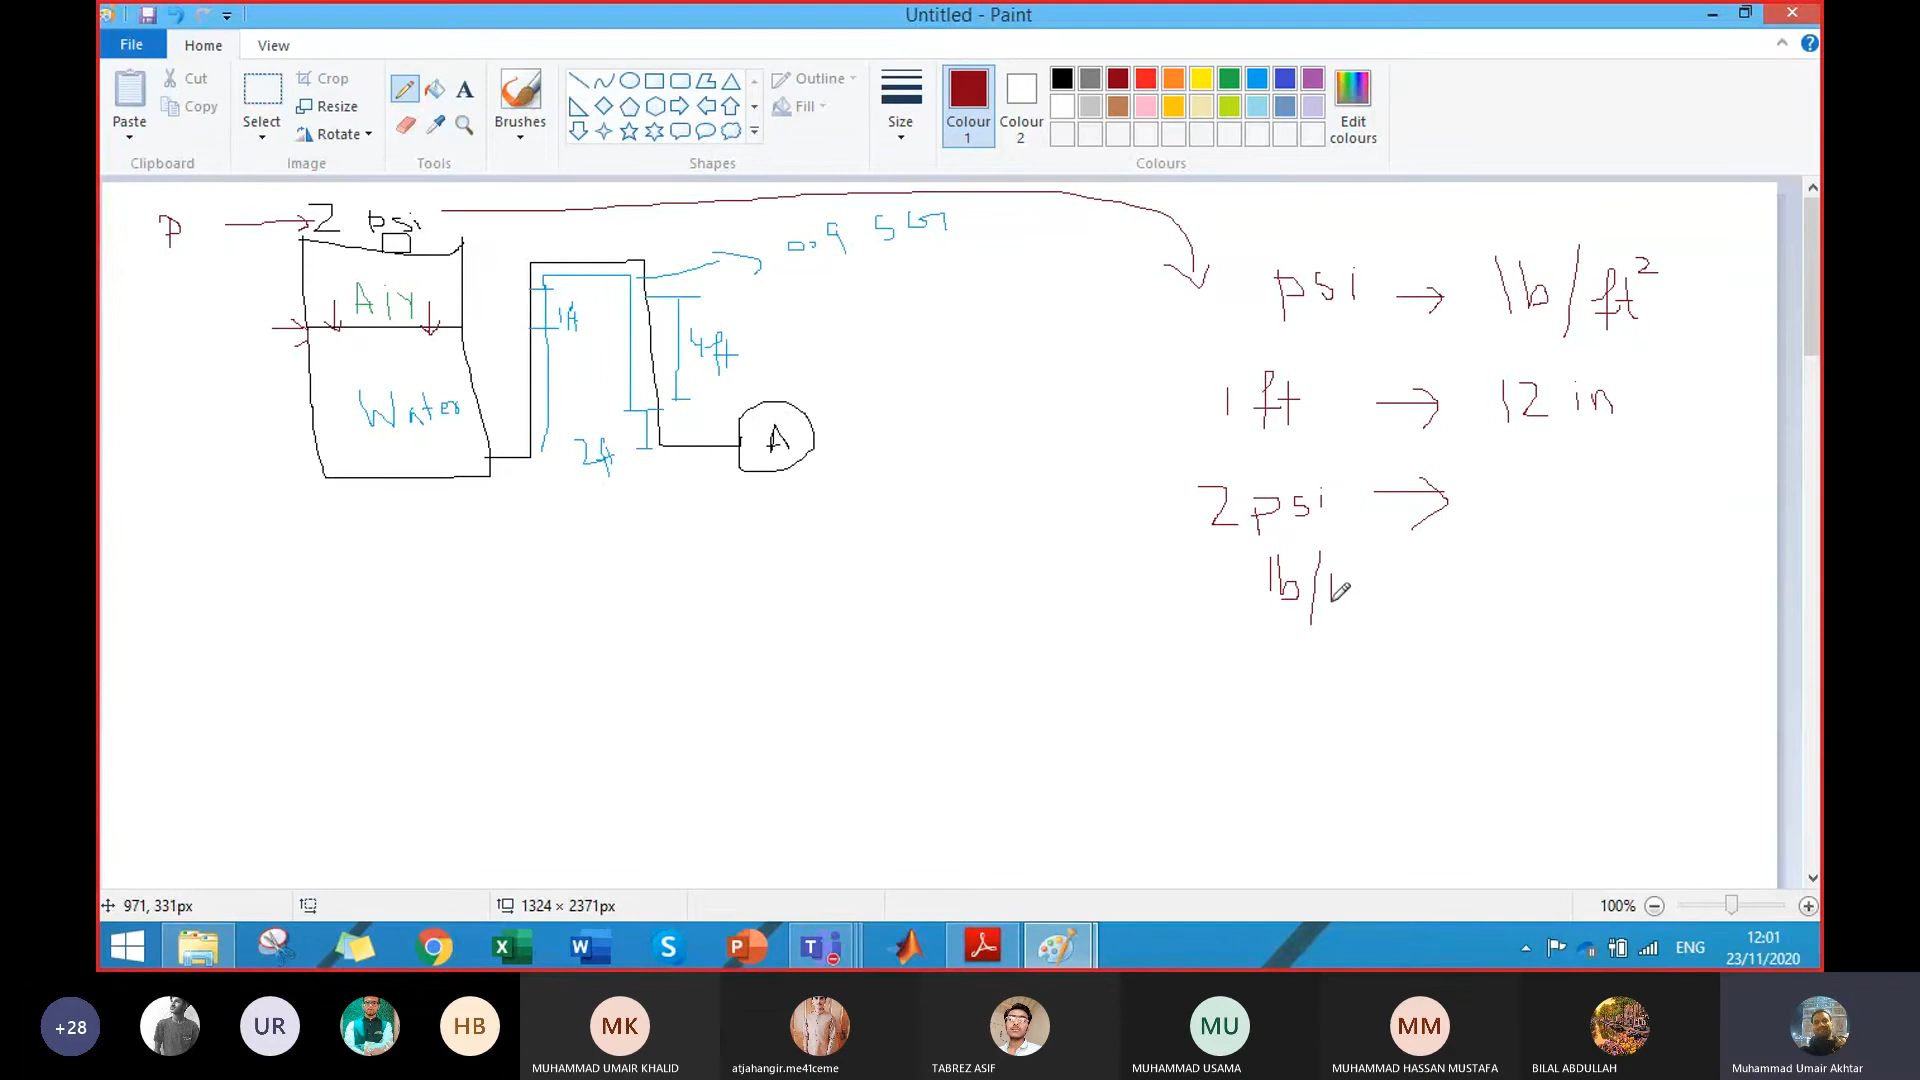 Untitled - Paint
File Home View
Paste Cut Copy Clipboard
Select Crop Resize Rotate Image
A Tools
Brushes
Outline Fill Shapes
Size
Colour 1 Colour 2 Edit colours Colours
P 2 psi
Air
Water
1ft
4ft
2ft
A
0.9
psi → lb/ft²
1 ft → 12 in
2 psi →
lb/
971, 331px 1324 × 2371px 100%
ENG 12:01
23/11/2020
+28 UR HB MK MU MM
MUHAMMAD UMAIR KHALID atjahangir.me41ceme TABREZ ASIF MUHAMMAD USAMA MUHAMMAD HASSAN MUSTAFA BILAL ABDULLAH Muhammad Umair Akhtar